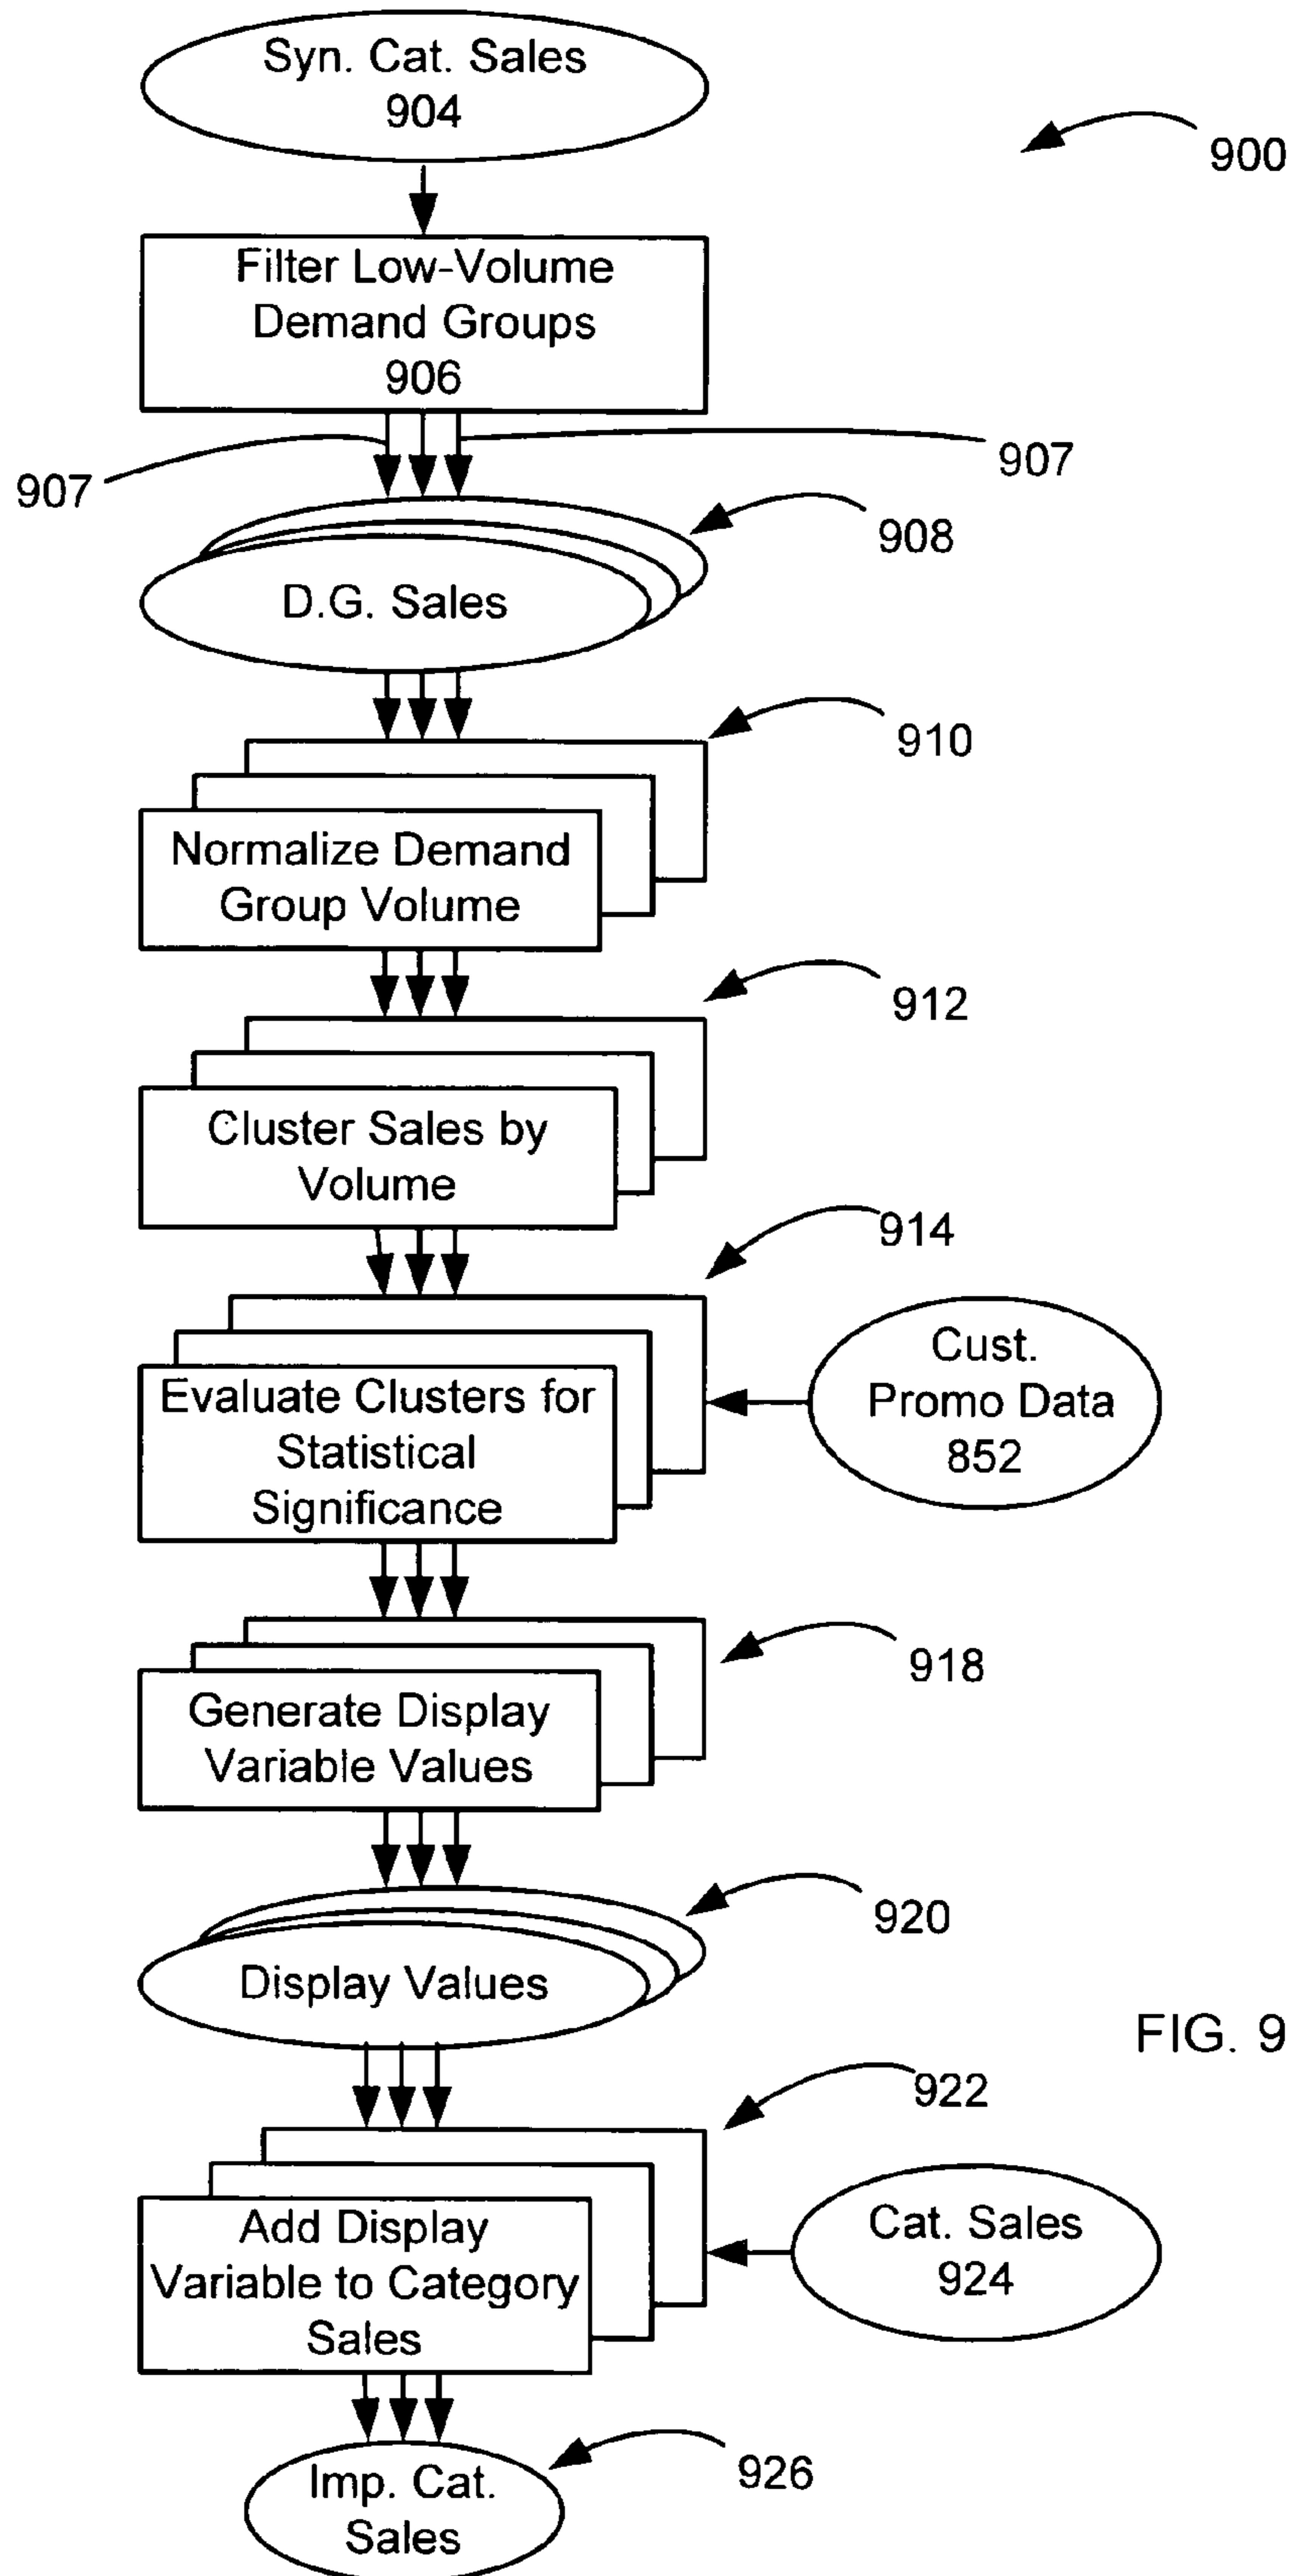 Syn. Cat. Sales
904
900
Filter Low-Volume
Demand Groups
906
907
907
908
D.G. Sales
910
Normalize Demand
Group Volume
912
Cluster Sales by
Volume
914
Evaluate Clusters for
Statistical
Significance
Cust.
Promo Data
852
918
Generate Display
Variable Values
920
Display Values
FIG. 9
922
Add Display
Variable to Category
Sales
Cat. Sales
924
926
Imp. Cat.
Sales